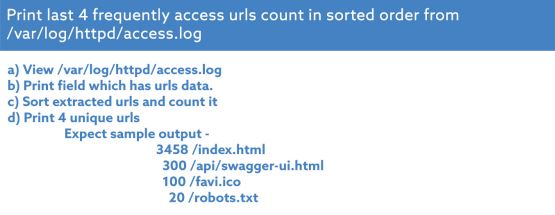 Print last 4 frequently access urls count in sorted order from
/var/log/httpd/access.log
a) View /var/log/httpd/access.log
b) Print field which has urls data.
c) Sort extracted urls and count it
d) Print 4 unique urls
Expect sample output -
3458 /index.html
300 /api/swagger-ui.html
100 /favi.ico
20 /robots.txt